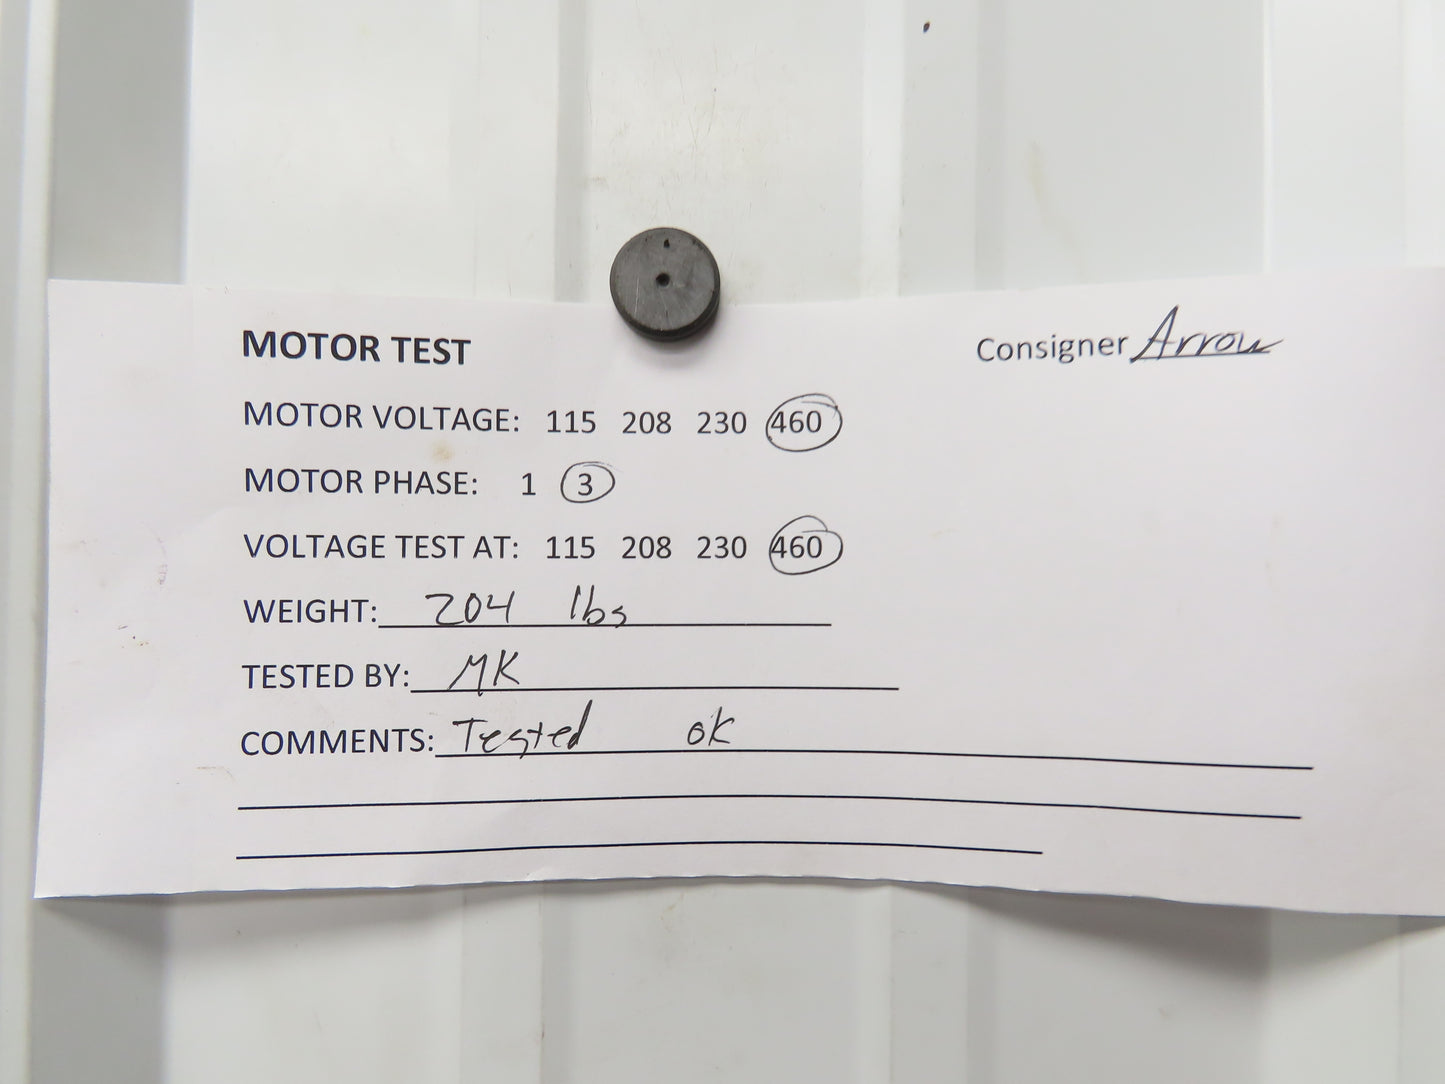 MOTOR TEST Consigner Arrow
MOTOR VOLTAGE: 115 208 230 460
MOTOR PHASE: 1 3
VOLTAGE TEST AT: 115 208 230 460
WEIGHT: 204 lbs
TESTED BY: MK
COMMENTS: Tested ok